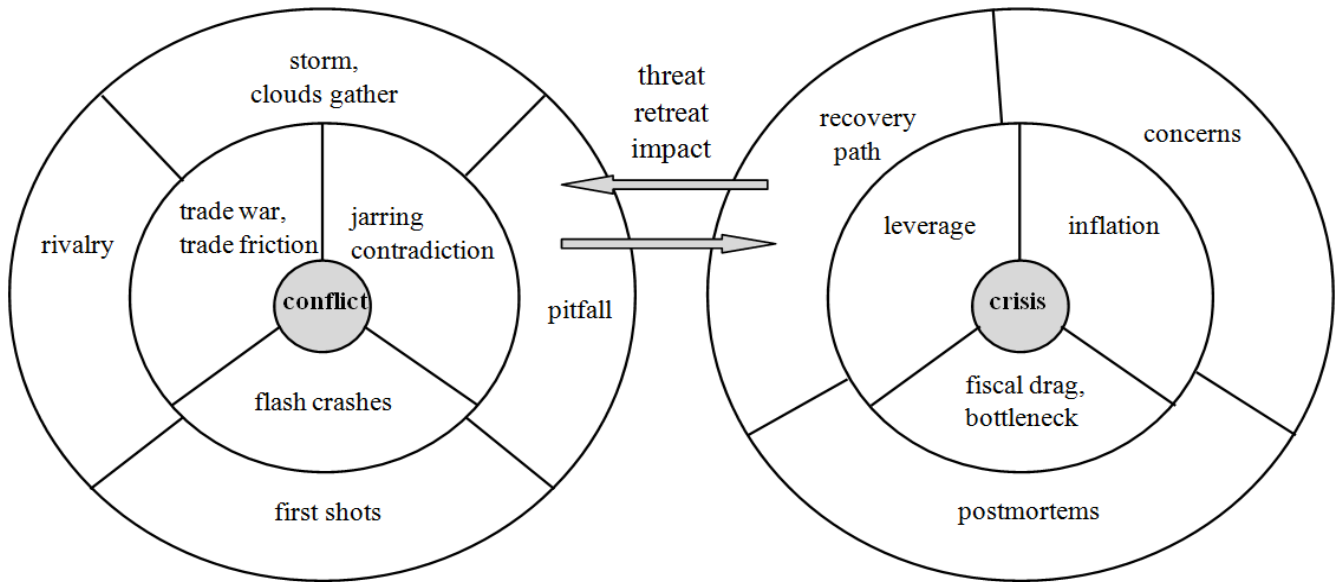 storm,
clouds gather
rivalry
trade war,
trade friction
jarring
contradiction
conflict
pitfall
flash crashes
first shots
threat
retreat
impact
recovery
path
concerns
leverage
inflation
crisis
fiscal drag,
bottleneck
postmortems